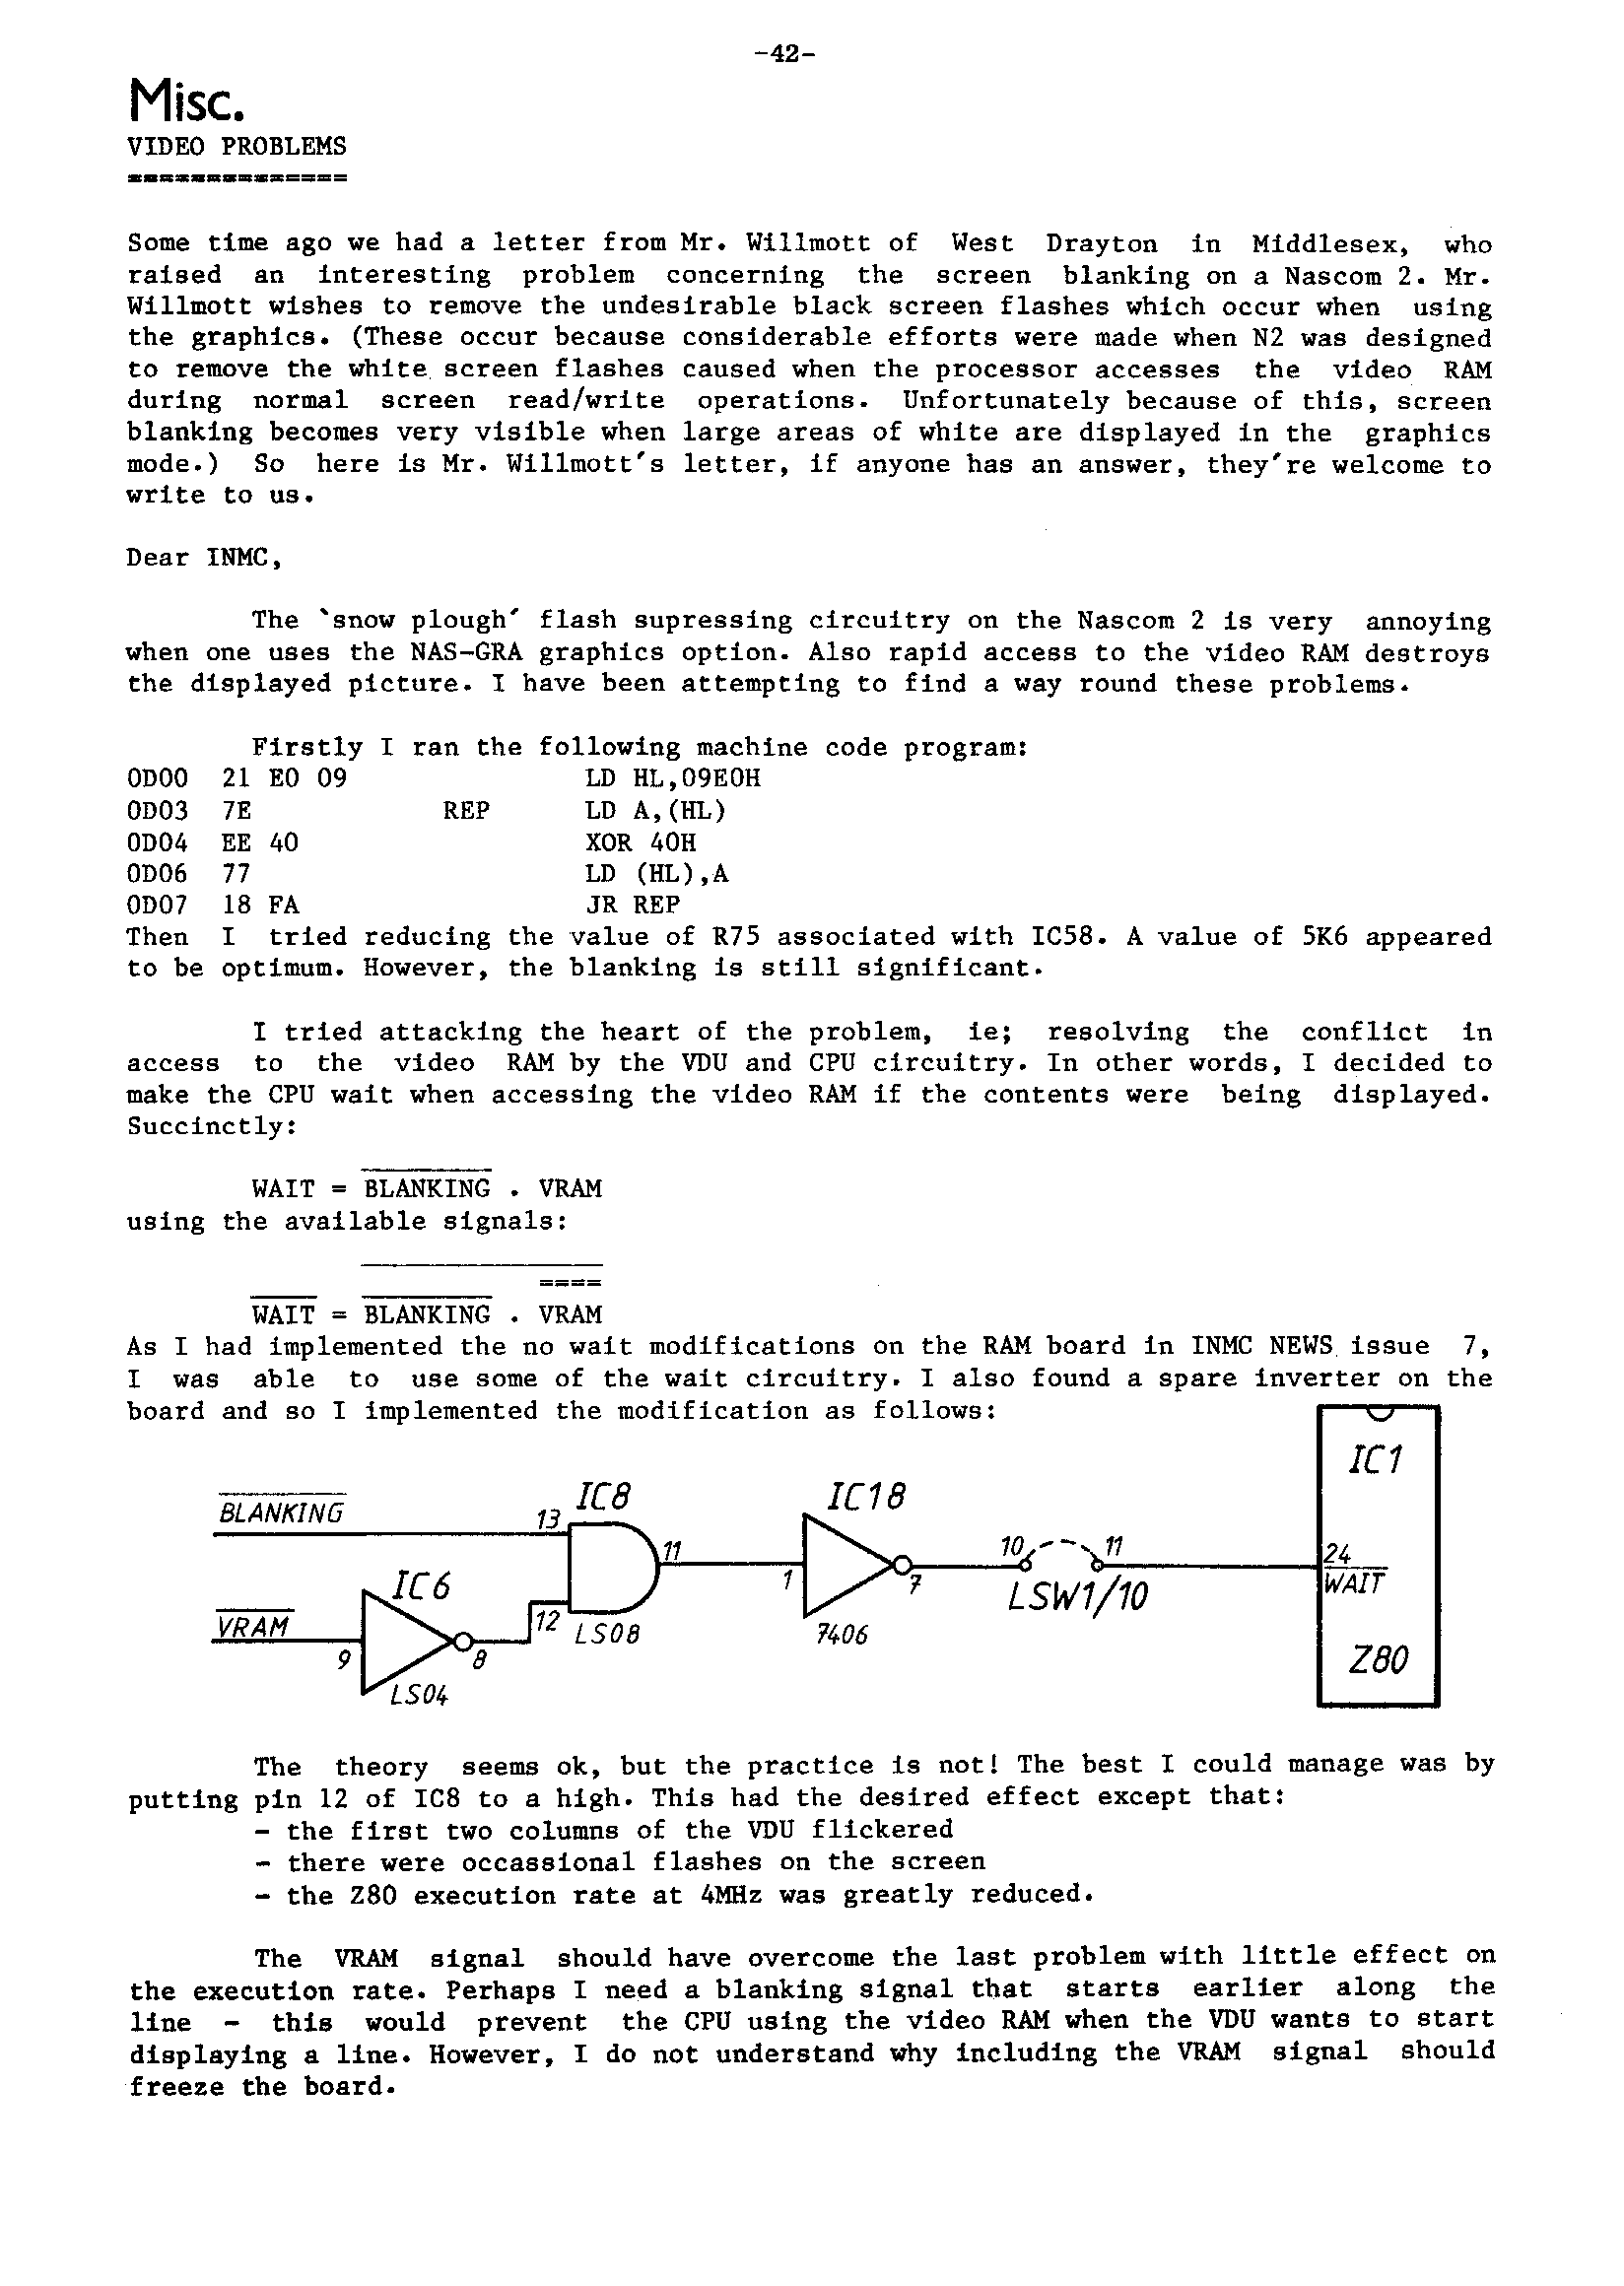 -42-
Misc.
VIDEO PROBLEMS
==============
Some time ago we had a letter from Mr. Willmott of West Drayton in Middlesex, who
raised an interesting problem concerning the screen blanking on a Nascom 2. Mr.
Willmott wishes to remove the undesirable black screen flashes which occur when using
the graphics. (These occur because considerable efforts were made when N2 was designed
to remove the white screen flashes caused when the processor accesses the video RAM
during normal screen read/write operations. Unfortunately because of this, screen
blanking becomes very visible when large areas of white are displayed in the graphics
mode.) So here is Mr. Willmott's letter, if anyone has an answer, they're welcome to
write to us.
Dear INMC,
The `snow plough' flash supressing circuitry on the Nascom 2 is very annoying
when one uses the NAS-GRA graphics option. Also rapid access to the video RAM destroys
the displayed picture. I have been attempting to find a way round these problems.
Firstly I ran the following machine code program:
0D00 21 E0 09 LD HL,09E0H
0D03 7E REP LD A,(HL)
0D04 EE 40 XOR 40H
0D06 77 LD (HL),A
0D07 18 FA JR REP
Then I tried reducing the value of R75 associated with IC58. A value of 5K6 appeared
to be optimum. However, the blanking is still significant.
I tried attacking the heart of the problem, ie; resolving the conflict in
access to the video RAM by the VDU and CPU circuitry. In other words, I decided to
make the CPU wait when accessing the video RAM if the contents were being displayed.
Succinctly:
WAIT = BLANKING . VRAM
using the available signals:
====
WAIT = BLANKING . VRAM
As I had implemented the no wait modifications on the RAM board in INMC NEWS issue 7,
I was able to use some of the wait circuitry. I also found a spare inverter on the
board and so I implemented the modification as follows:
IC1
IC8 IC18
BLANKING 13
11 10 11 24
IC6 1 7 LSW1/10 WAIT
VRAM 12 LS08 7406
9 8 Z80
LS04
The theory seems ok, but the practice is not! The best I could manage was by
putting pin 12 of IC8 to a high. This had the desired effect except that:
- the first two columns of the VDU flickered
- there were occassional flashes on the screen
- the Z80 execution rate at 4MHz was greatly reduced.
The VRAM signal should have overcome the last problem with little effect on
the execution rate. Perhaps I need a blanking signal that starts earlier along the
line - this would prevent the CPU using the video RAM when the VDU wants to start
displaying a line. However, I do not understand why including the VRAM signal should
freeze the board.